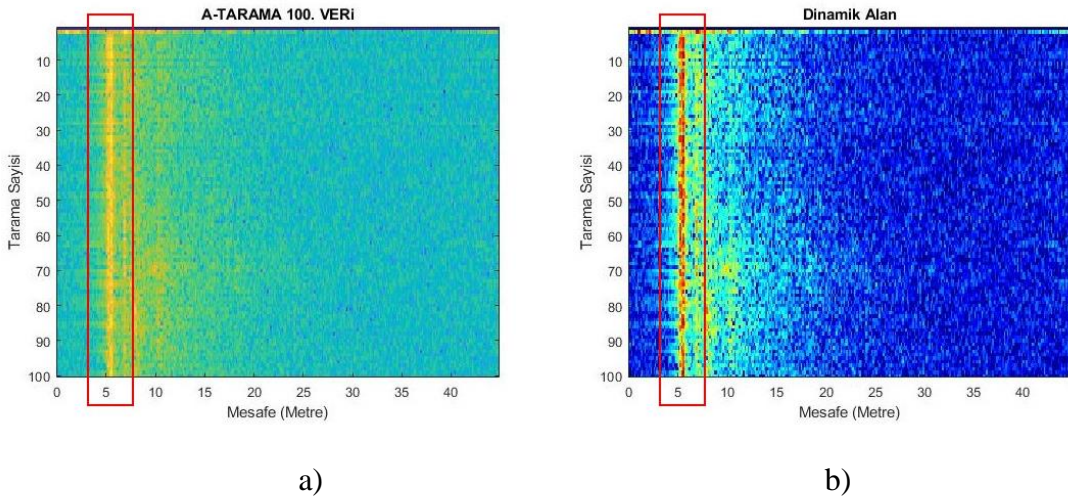 A-TARAMA 100. VERi
10
20
30
40
50
60
70
80
90
100
Tarama Sayisi
0 5 10 15 20 25 30 35 40
Mesafe (Metre)
a)
Dinamik Alan
10
20
30
40
50
60
70
80
90
100
Tarama Sayisi
0 5 10 15 20 25 30 35 40
Mesafe (Metre)
b)